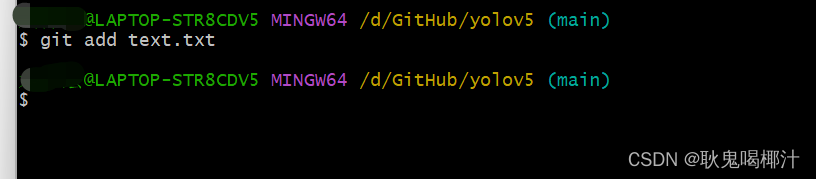 @LAPTOP-STR8CDV5 MINGW64 /d/GitHub/yolov5 (main)
$ git add text.txt
@LAPTOP-STR8CDV5 MINGW64 /d/GitHub/yolov5 (main)
$
CSDN @耿鬼喝椰汁